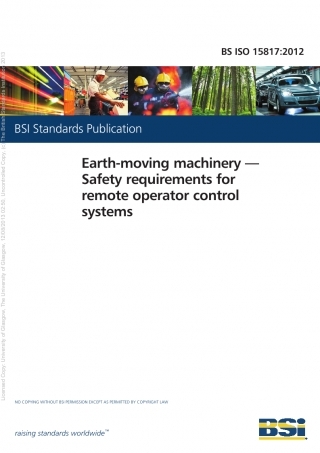 BS ISO 15817:2012
BSI Standards Publication
Earth-moving machinery —
Safety requirements for
remote operator control
systems
NO COPYING WITHOUT BSI PERMISSION EXCEPT AS PERMITTED BY COPYRIGHT LAW
raising standards worldwide™
BSi